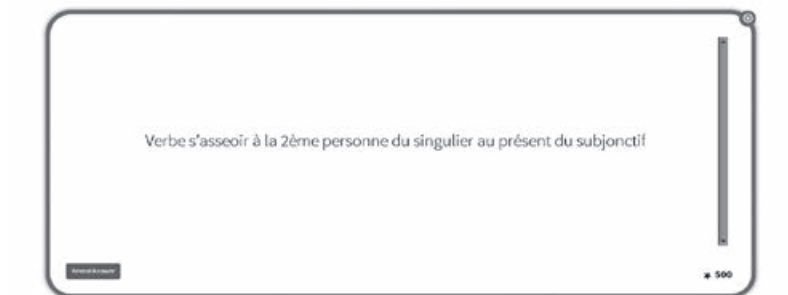 Verbe s'asseoir à la 2ème personne du singulier au présent du subjonctif
500